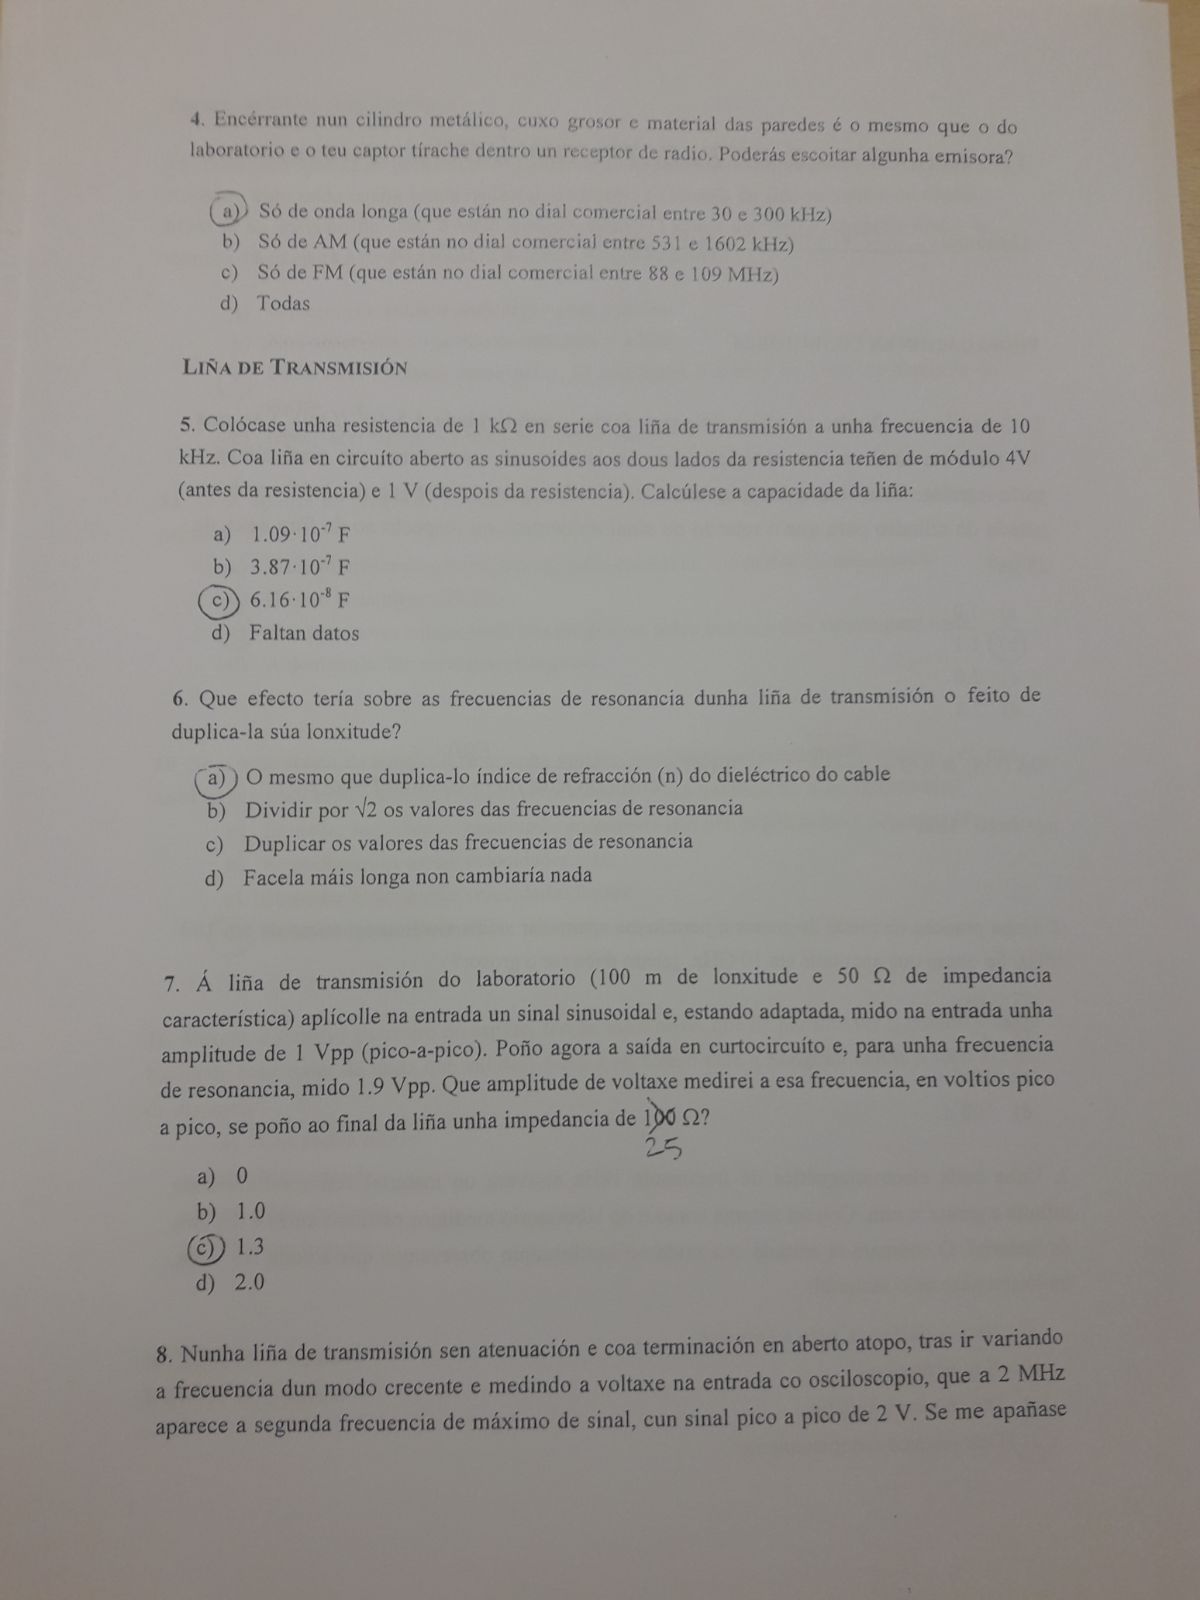 4. Encérrante nun cilindro metálico, cuxo grosor e material das paredes é o mesmo que o do
laboratorio e o teu captor tírache dentro un receptor de radio. Poderás escoitar algunha emisora?
a) Só de onda longa (que están no dial comercial entre 30 e 300 kHz)
b) Só de AM (que están no dial comercial entre 531 e 1602 kHz)
c) Só de FM (que están no dial comercial entre 88 e 109 MHz)
d) Todas
LIÑA DE TRANSMISIÓN
5. Colócase unha resistencia de 1 kΩ en serie coa liña de transmisión a unha frecuencia de 10
kHz. Coa liña en circuíto aberto as sinusoides aos dous lados da resistencia teñen de módulo 4V
(antes da resistencia) e 1 V (despois da resistencia). Calcúlese a capacidade da liña:
a) 1.09·10⁻⁷ F
b) 3.87·10⁻⁷ F
c) 6.16·10⁻⁸ F
d) Faltan datos
6. Que efecto tería sobre as frecuencias de resonancia dunha liña de transmisión o feito de
duplica-la súa lonxitude?
a) O mesmo que duplica-lo índice de refracción (n) do dieléctrico do cable
b) Dividir por √2 os valores das frecuencias de resonancia
c) Duplicar os valores das frecuencias de resonancia
d) Facela máis longa non cambiaría nada
7. Á liña de transmisión do laboratorio (100 m de lonxitude e 50 Ω de impedancia
característica) aplícolle na entrada un sinal sinusoidal e, estando adaptada, mido na entrada unha
amplitude de 1 Vpp (pico-a-pico). Poño agora a saída en curtocircuíto e, para unha frecuencia
de resonancia, mido 1.9 Vpp. Que amplitude de voltaxe medirei a esa frecuencia, en voltios pico
a pico, se poño ao final da liña unha impedancia de 100 Ω?
25
a) 0
b) 1.0
c) 1.3
d) 2.0
8. Nunha liña de transmisión sen atenuación e coa terminación en aberto atopo, tras ir variando
a frecuencia dun modo crecente e medindo a voltaxe na entrada co osciloscopio, que a 2 MHz
aparece a segunda frecuencia de máximo de sinal, cun sinal pico a pico de 2 V. Se me apañase